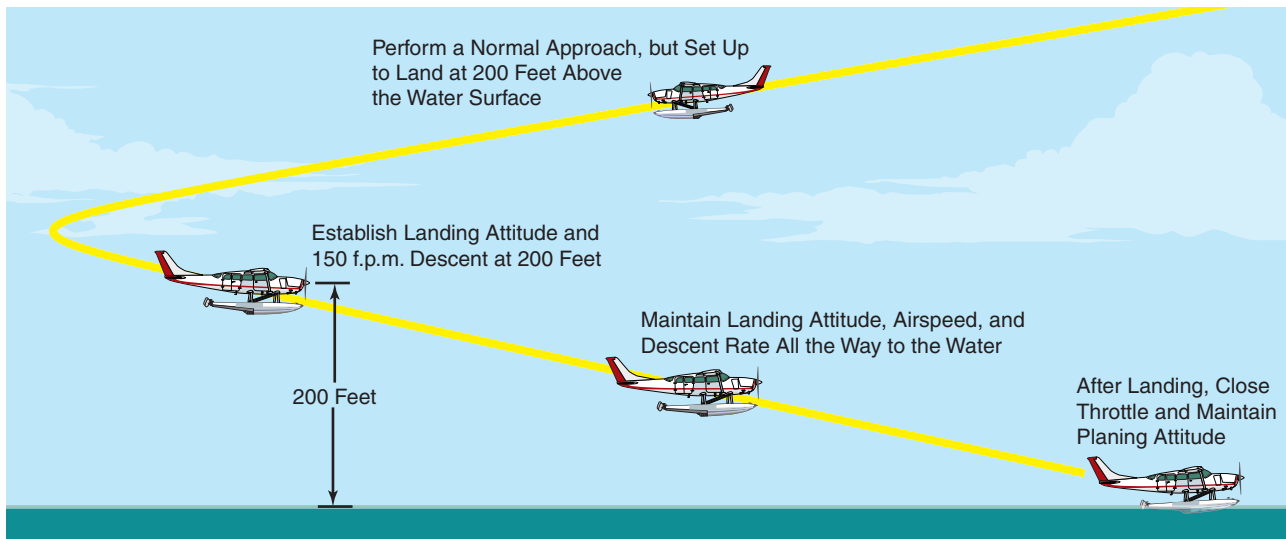 Perform a Normal Approach, but Set Up
to Land at 200 Feet Above
the Water Surface
Establish Landing Attitude and
150 f.p.m. Descent at 200 Feet
200 Feet
Maintain Landing Attitude, Airspeed, and
Descent Rate All the Way to the Water
After Landing, Close
Throttle and Maintain
Planing Attitude